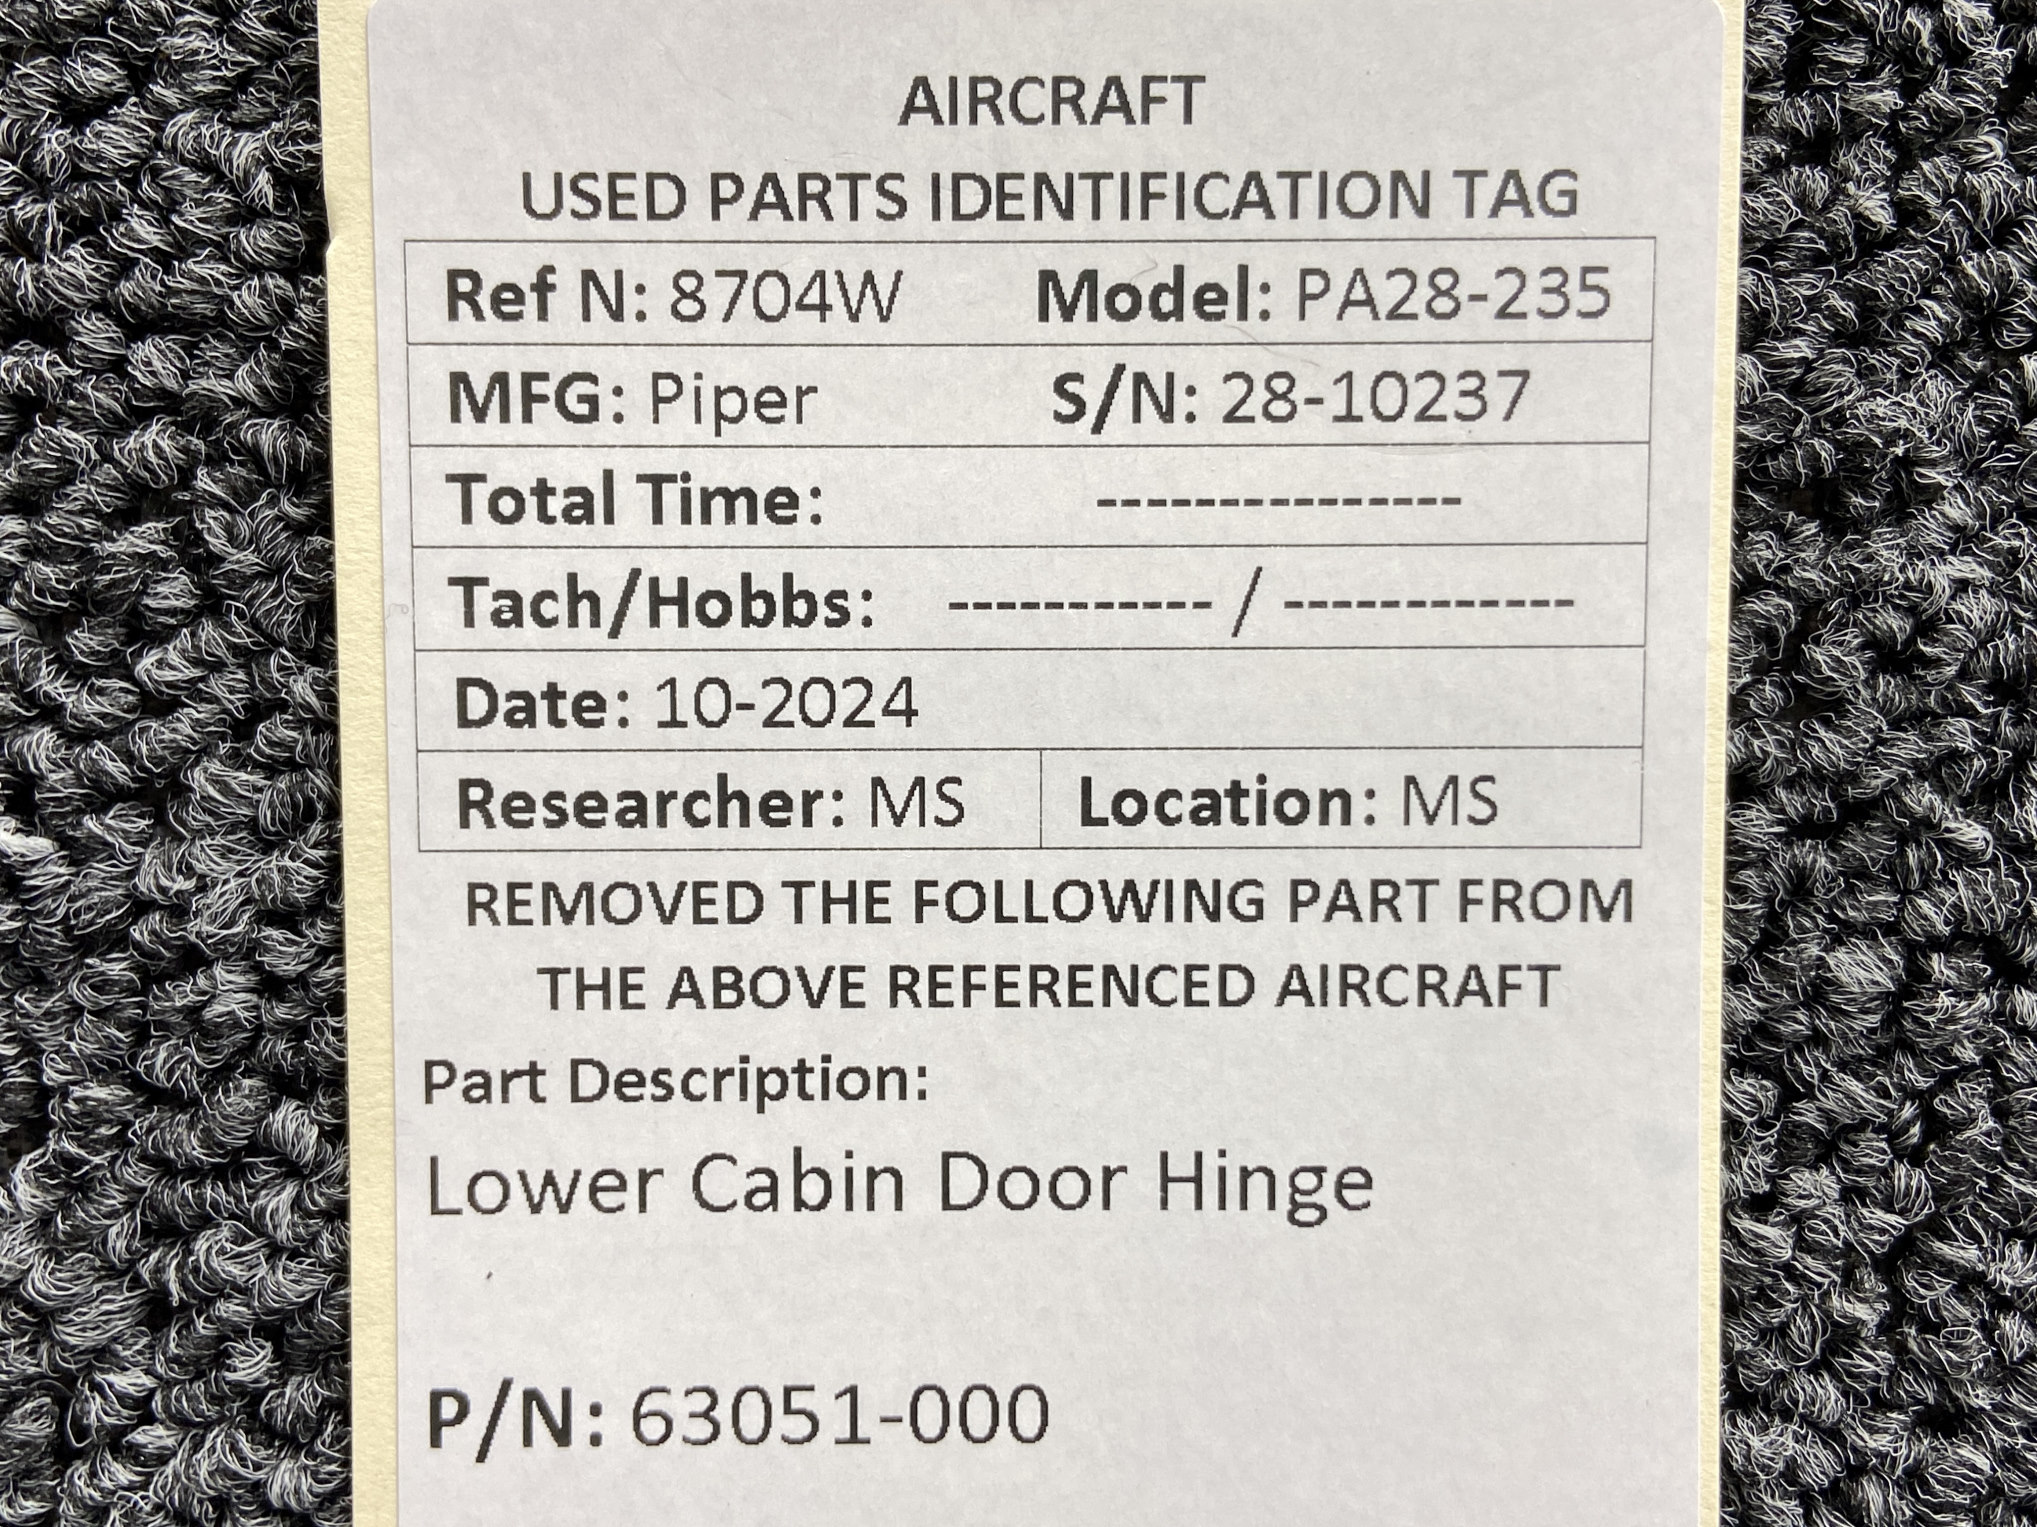 AIRCRAFT
USED PARTS IDENTIFICATION TAG
Ref N: 8704W Model: PA28-235
MFG: Piper S/N: 28-10237
Total Time: ---------------
Tach/Hobbs: ----------- / ------------
Date: 10-2024
Researcher: MS Location: MS
REMOVED THE FOLLOWING PART FROM
THE ABOVE REFERENCED AIRCRAFT
Part Description:
Lower Cabin Door Hinge
P/N: 63051-000